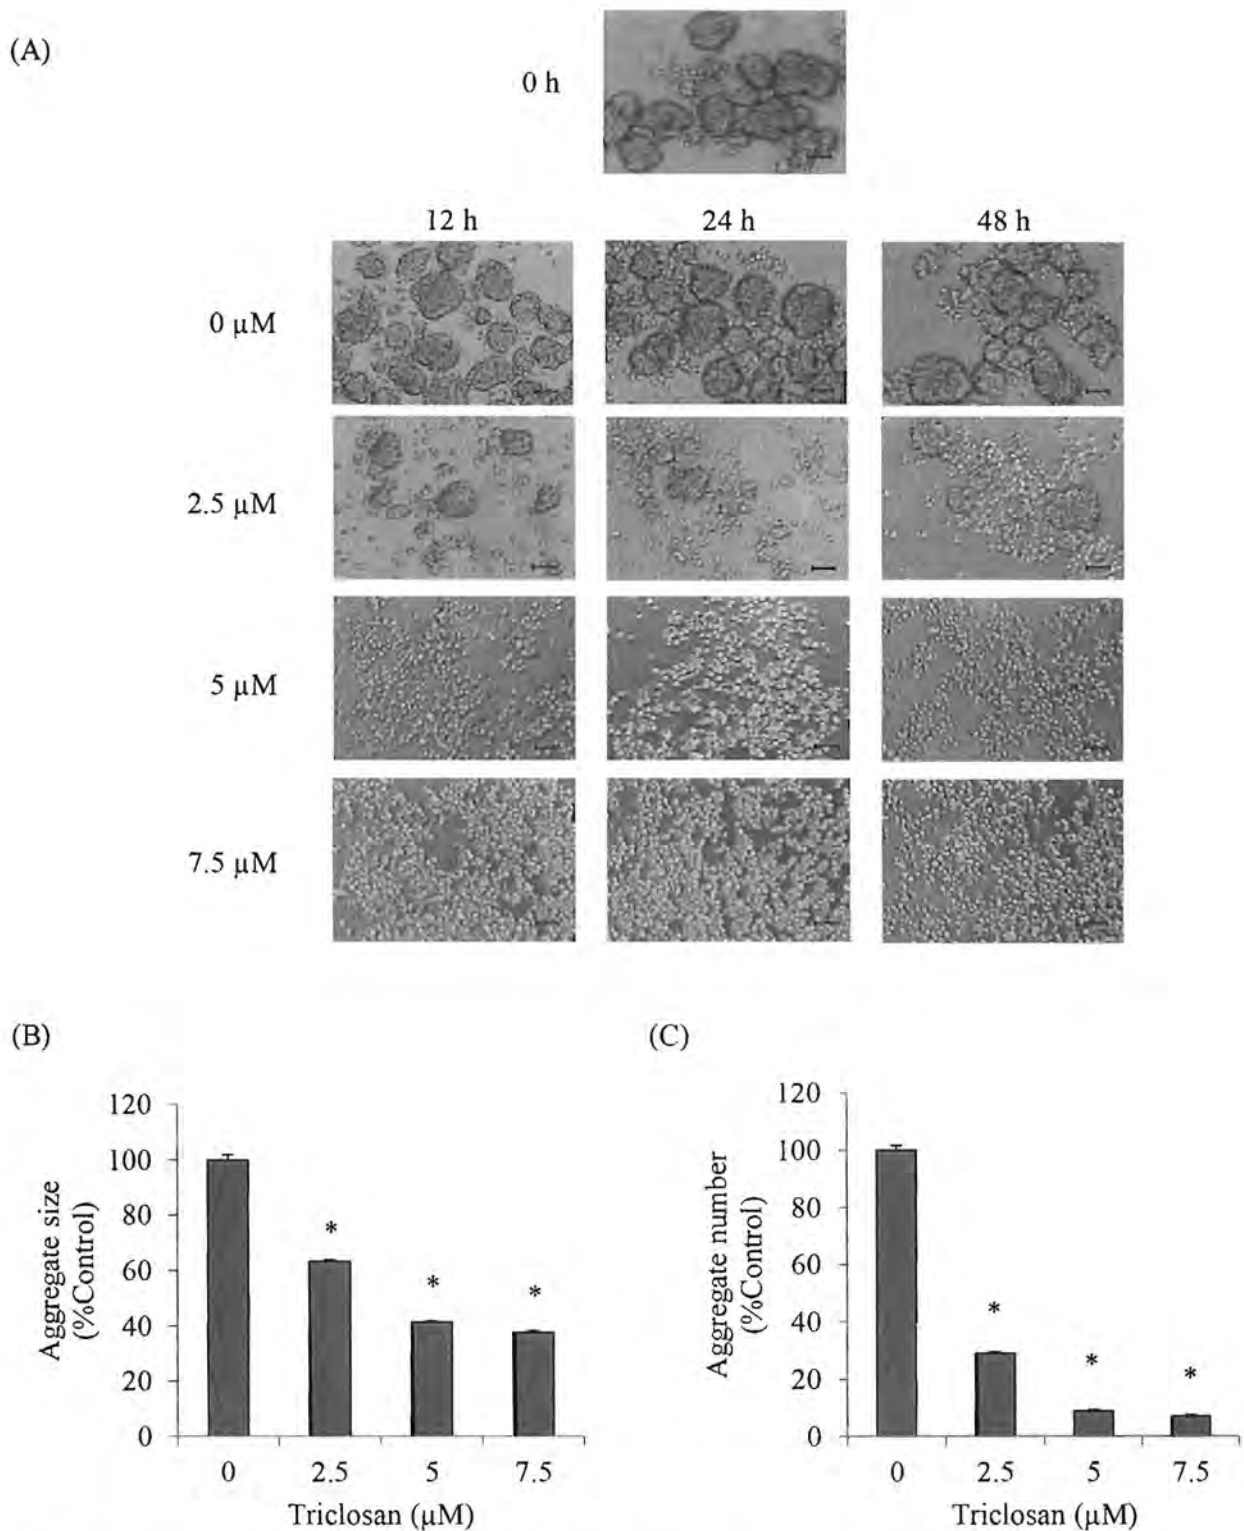 (A)
0 h
12 h 24 h 48 h
0 µM
2.5 µM
5 µM
7.5 µM
(B) (C)
120
100
80
60
40
20
0
Aggregate size
(%Control)
*
*
*
0 2.5 5 7.5
Triclosan (µM)
120
100
80
60
40
20
0
Aggregate number
(%Control)
*
*
*
0 2.5 5 7.5
Triclosan (µM)